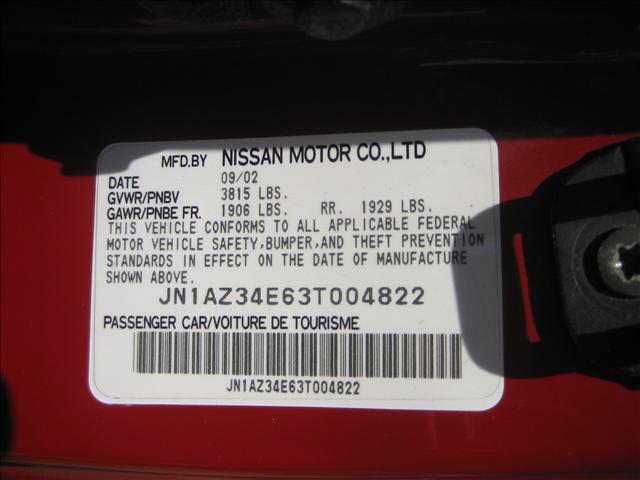 MFD.BY NISSAN MOTOR CO.,LTD
DATE 09/02
GVWR/PNBV 3815 LBS.
GAWR/PNBE FR. 1906 LBS. RR. 1929 LBS.
THIS VEHICLE CONFORMS TO ALL APPLICABLE FEDERAL
MOTOR VEHICLE SAFETY,BUMPER,AND THEFT PREVENTION
STANDARDS IN EFFECT ON THE DATE OF MANUFACTURE
SHOWN ABOVE.
JN1AZ34E63T004822
PASSENGER CAR/VOITURE DE TOURISME
JN1AZ34E63T004822